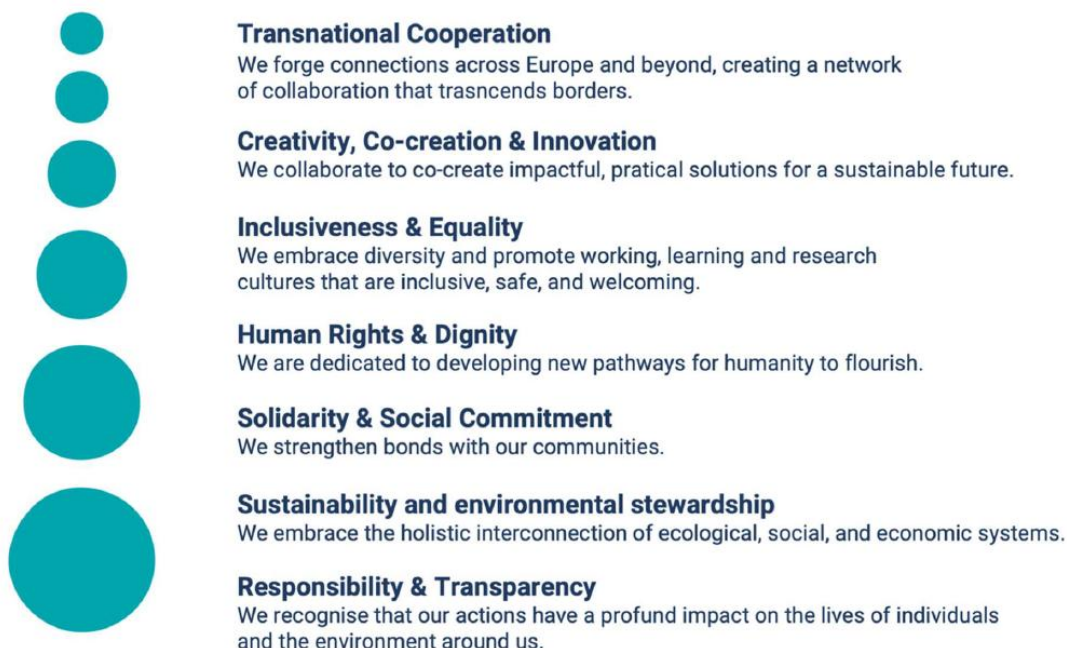 Transnational Cooperation
We forge connections across Europe and beyond, creating a network
of collaboration that trasncends borders.
Creativity, Co-creation & Innovation
We collaborate to co-create impactful, pratical solutions for a sustainable future.
Inclusiveness & Equality
We embrace diversity and promote working, learning and research
cultures that are inclusive, safe, and welcoming.
Human Rights & Dignity
We are dedicated to developing new pathways for humanity to flourish.
Solidarity & Social Commitment
We strengthen bonds with our communities.
Sustainability and environmental stewardship
We embrace the holistic interconnection of ecological, social, and economic systems.
Responsibility & Transparency
We recognise that our actions have a profund impact on the lives of individuals
and the environment around us.